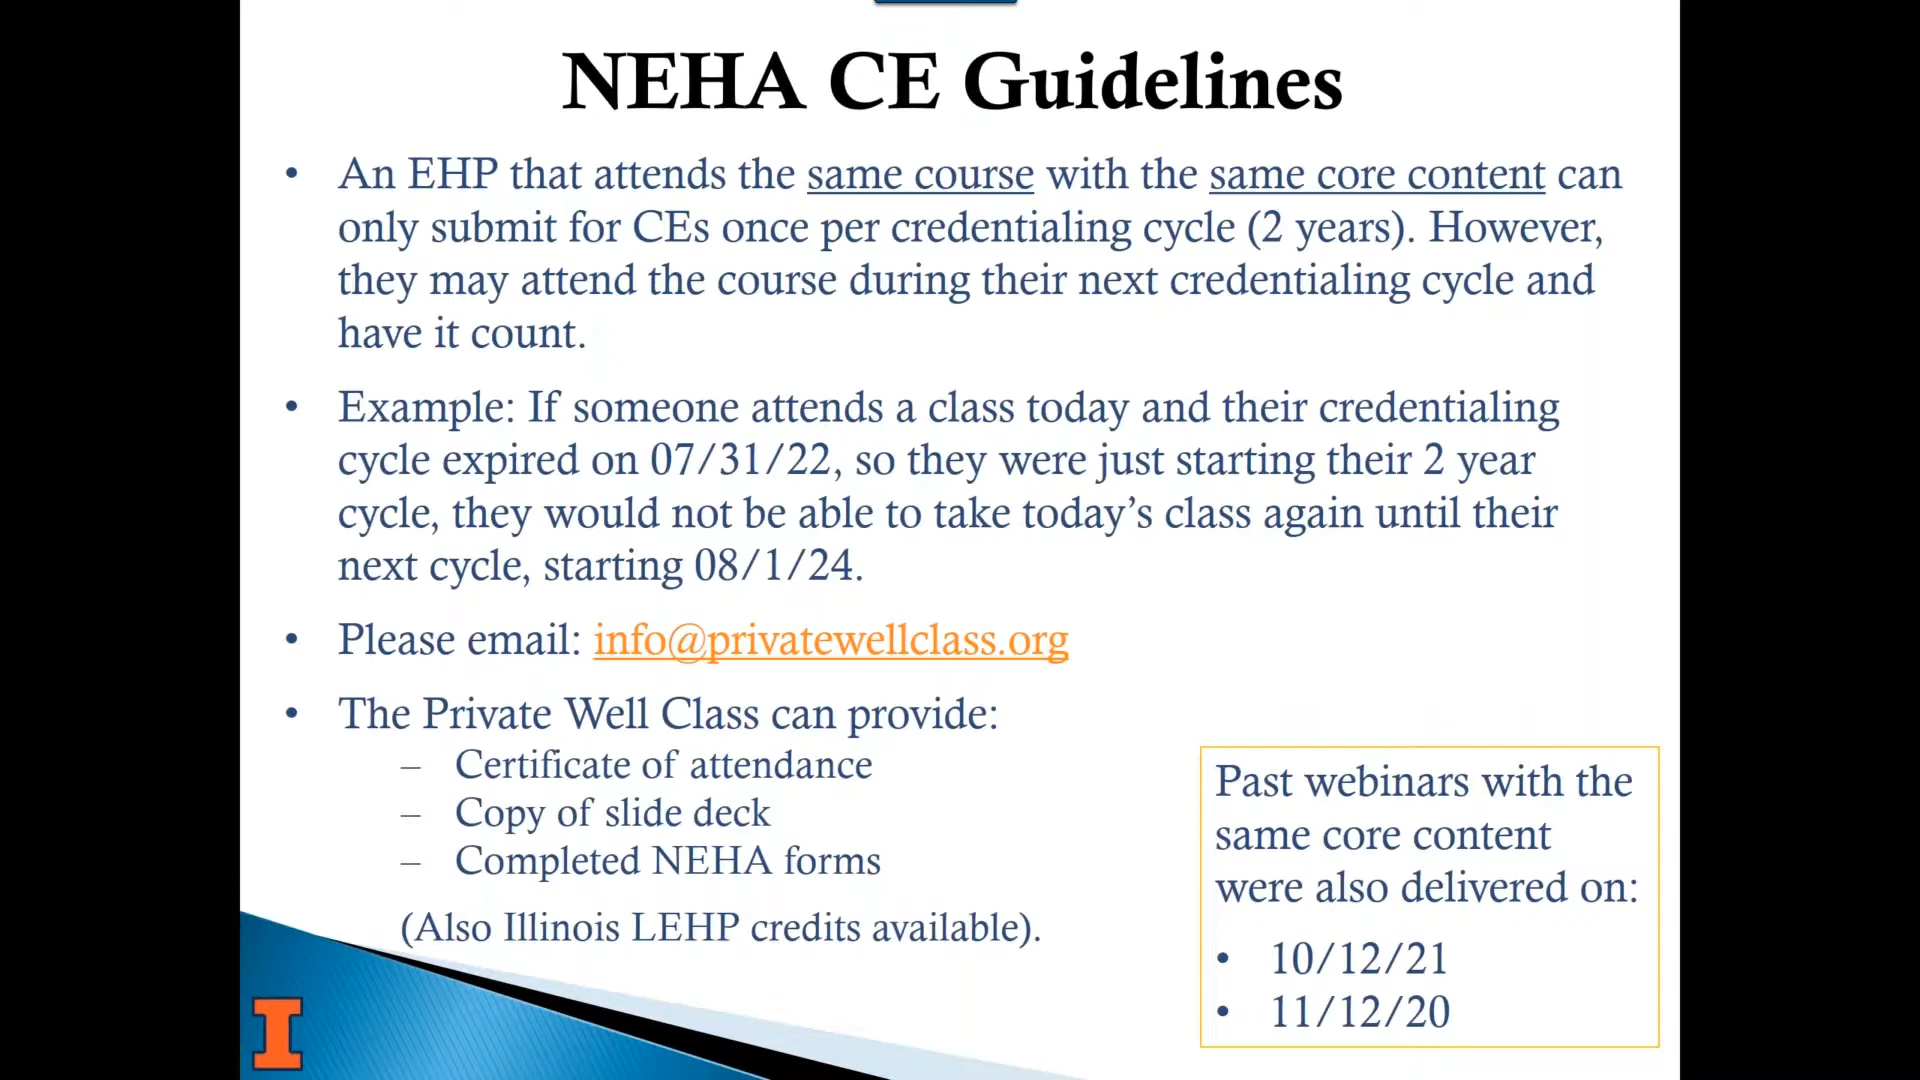 NEHA CE Guidelines
• An EHP that attends the same course with the same core content can
only submit for CEs once per credentialing cycle (2 years). However,
they may attend the course during their next credentialing cycle and
have it count.
• Example: If someone attends a class today and their credentialing
cycle expired on 07/31/22, so they were just starting their 2 year
cycle, they would not be able to take today’s class again until their
next cycle, starting 08/1/24.
• Please email: info@privatewellclass.org
• The Private Well Class can provide:
– Certificate of attendance
– Copy of slide deck
– Completed NEHA forms
(Also Illinois LEHP credits available).
Past webinars with the
same core content
were also delivered on:
• 10/12/21
• 11/12/20
I